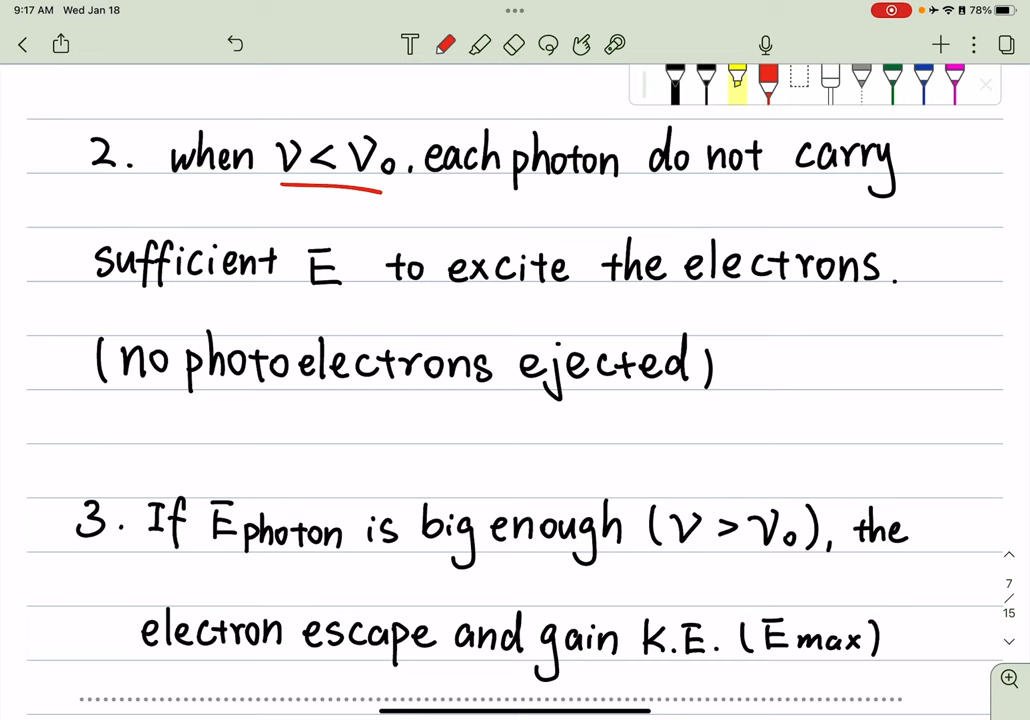 9:17 AM Wed Jan 18
78%
2. when ν < ν₀. each photon do not carry
sufficient E to excite the electrons.
(no photoelectrons ejected)
3. If Ephoton is big enough (ν > ν₀), the
electron escape and gain K.E. (Emax)
7
/
15